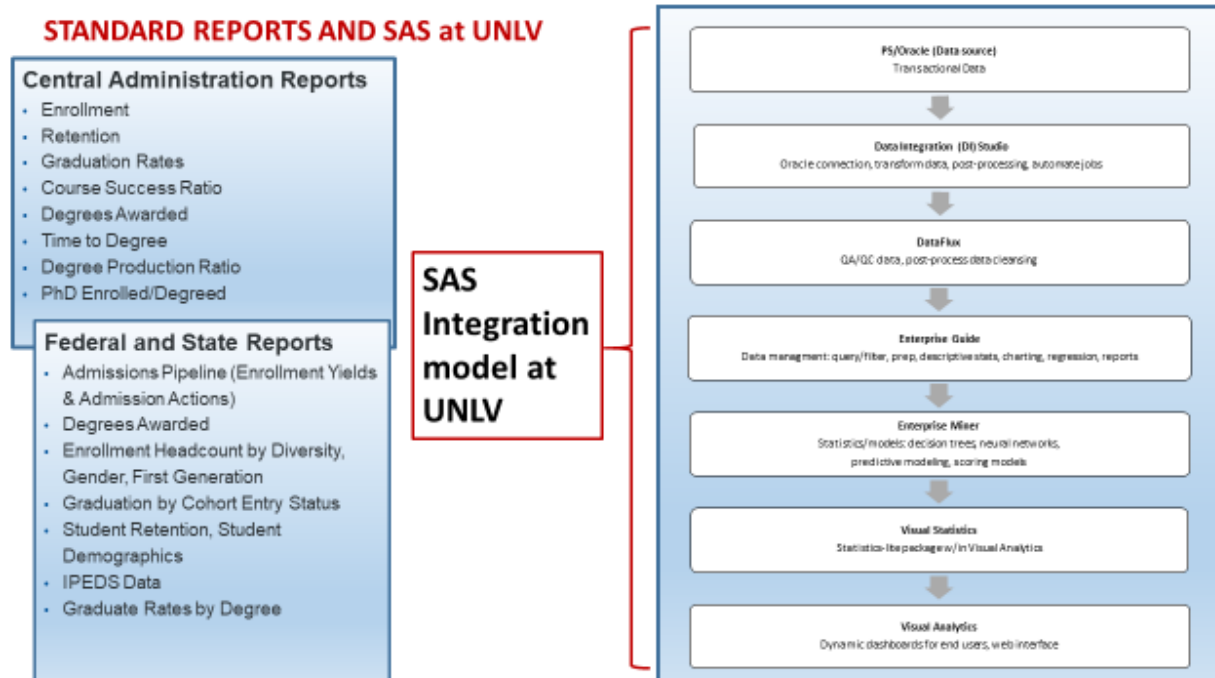 STANDARD REPORTS AND SAS at UNLV
Central Administration Reports
• Enrollment
• Retention
• Graduation Rates
• Course Success Ratio
• Degrees Awarded
• Time to Degree
• Degree Production Ratio
• PhD Enrolled/Degreed
Federal and State Reports
• Admissions Pipeline (Enrollment Yields
& Admission Actions)
• Degrees Awarded
• Enrollment Headcount by Diversity,
Gender, First Generation
• Graduation by Cohort Entry Status
• Student Retention, Student
Demographics
• IPEDS Data
• Graduate Rates by Degree
SAS
Integration
model at
UNLV
PS/Oracle (Data source)
Transactional Data
Data Integration (DI) Studio
Oracle connection, transform data, post-processing, automate jobs
DataFlux
QA/QC data, post-process data cleansing
Enterprise Guide
Data managment: query/filter, prep, descriptive stats, charting, regression, reports
Enterprise Miner
Statistics/models: decision trees, neural networks,
predictive modeling, scoring models
Visual Statistics
Statistics-lite package w/in Visual Analytics
Visual Analytics
Dynamic dashboards for end users, web interface